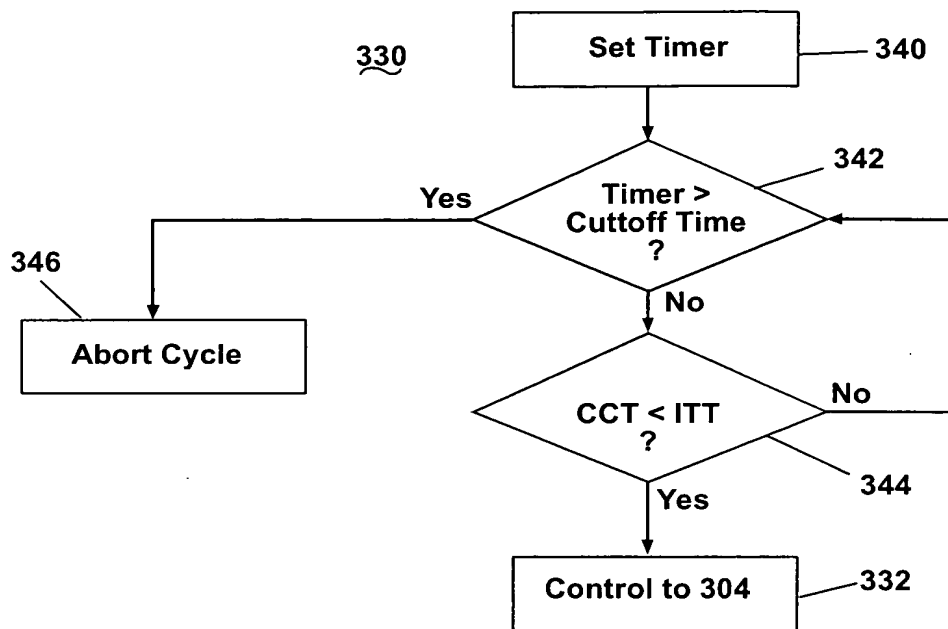 330
Set Timer
340
342
Yes
Timer >
Cuttoff Time
?
346
No
Abort Cycle
CCT < ITT
?
No
344
Yes
Control to 304
332